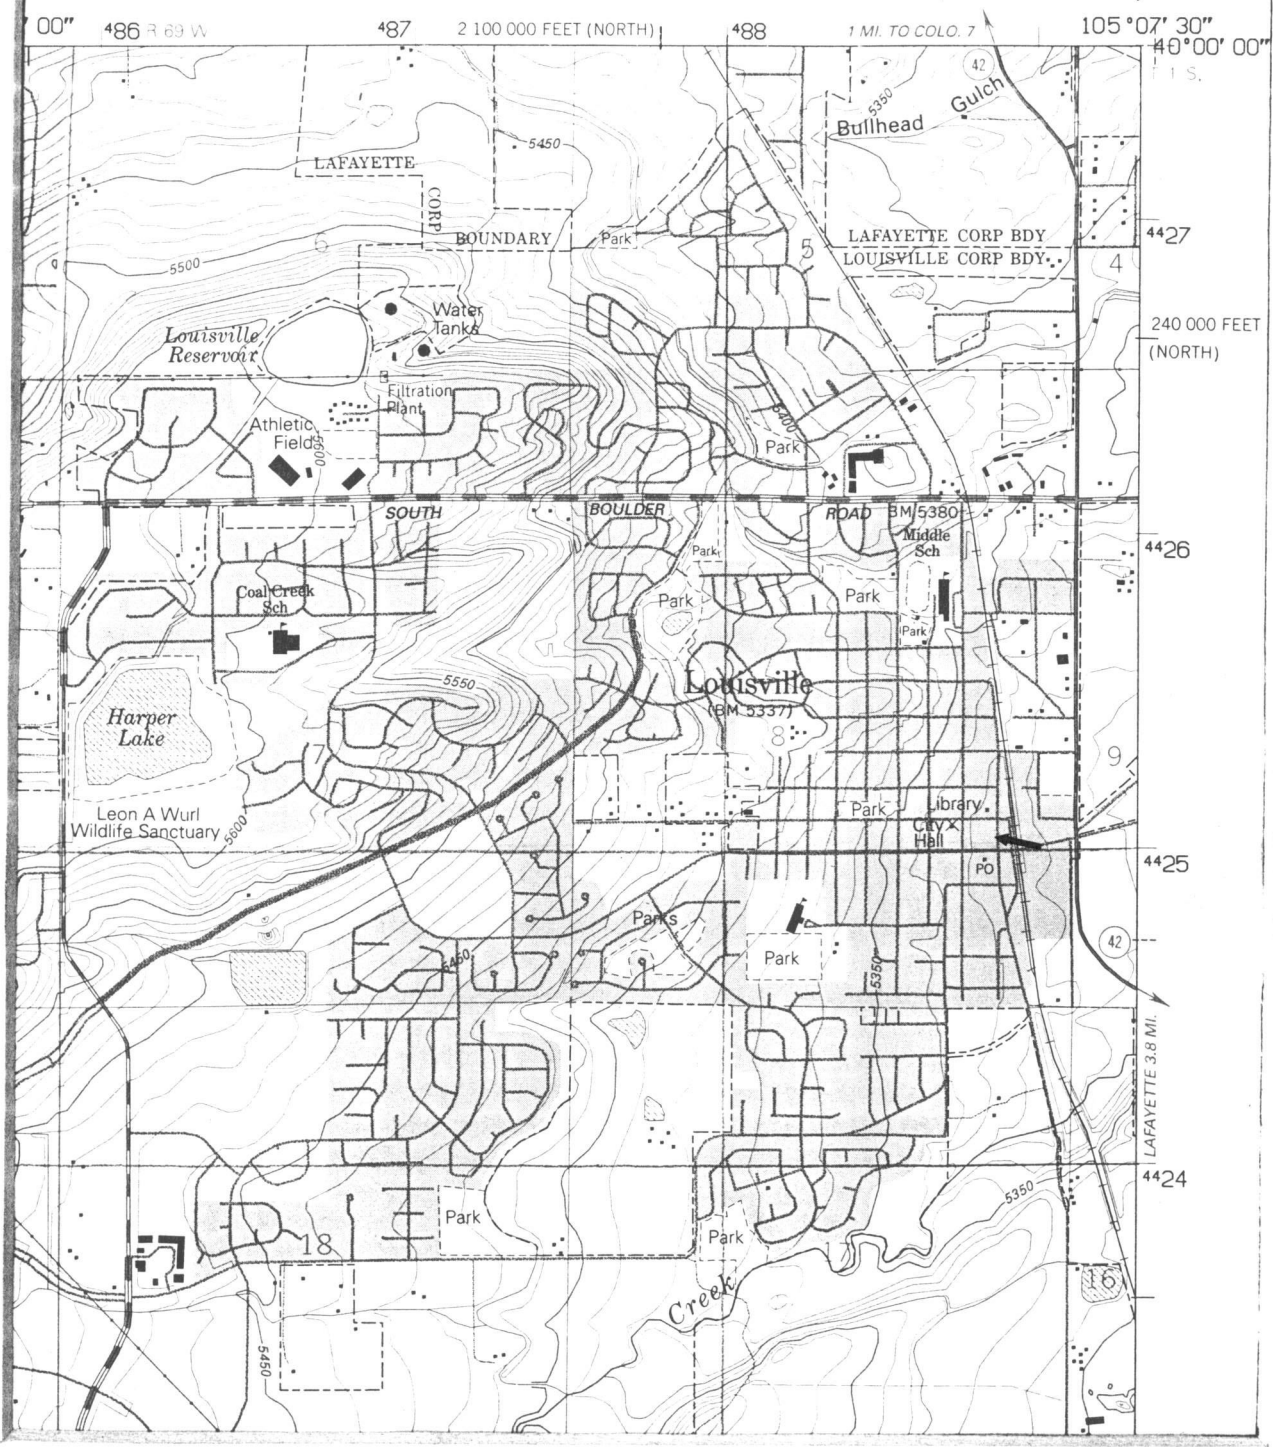 ' 00"
486
R 69 W
487
2 100 000 FEET (NORTH)
488
1 MI. TO COLO. 7
105°07' 30"
40°00' 00"
T 1 S.
42
5350
Bullhead Gulch
5450
LAFAYETTE
CORP
BOUNDARY
Park
6
5
LAFAYETTE CORP BDY
LOUISVILLE CORP BDY
4427
4
5500
Water
Tanks
Louisville
Reservoir
240 000 FEET
(NORTH)
Filtration
Plant
Athletic
Field
5600
5400
Park
SOUTH
BOULDER
ROAD
BM 5380
Middle
Sch
4426
Park
Coal Creek
Sch
Park
Park
Park
5550
Louisville
(BM 5337)
Harper
Lake
7
8
9
Leon A Wurl
Wildlife Sanctuary
5600
Park
Library
City
Hall
PO
4425
Parks
42
5450
Park
5350
LAFAYETTE 3.8 MI.
4424
5350
Park
Park
18
16
Creek
5450